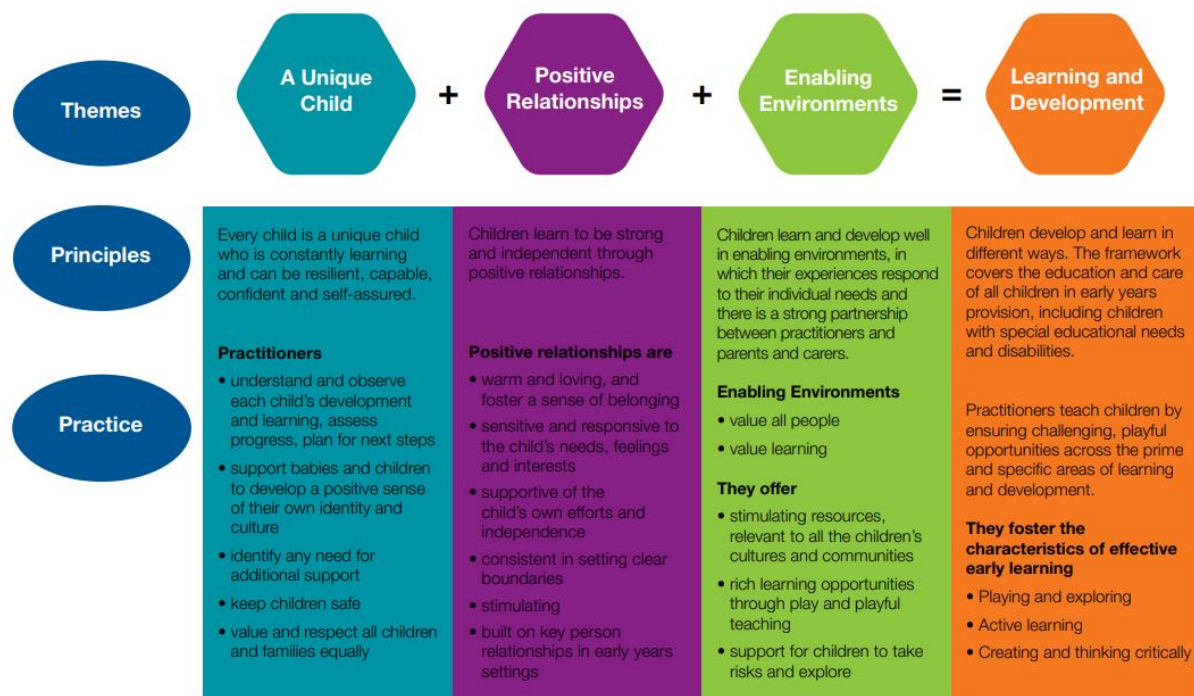 Themes
A Unique
Child
+
Positive
Relationships
+
Enabling
Environments
=
Learning and
Development
Principles
Every child is a unique child
who is constantly learning
and can be resilient, capable,
confident and self-assured.
Children learn to be strong
and independent through
positive relationships.
Children learn and develop well
in enabling environments, in
which their experiences respond
to their individual needs and
there is a strong partnership
between practitioners and
parents and carers.
Children develop and learn in
different ways. The framework
covers the education and care
of all children in early years
provision, including children
with special educational needs
and disabilities.
Practice
Practitioners
• understand and observe
each child's development
and learning, assess
progress, plan for next steps
• support babies and children
to develop a positive sense
of their own identity and
culture
• identify any need for
additional support
• keep children safe
• value and respect all children
and families equally
Positive relationships are
• warm and loving, and
foster a sense of belonging
• sensitive and responsive to
the child's needs, feelings
and interests
• supportive of the
child's own efforts and
independence
• consistent in setting clear
boundaries
• stimulating
• built on key person
relationships in early years
settings
Enabling Environments
• value all people
• value learning
They offer
• stimulating resources,
relevant to all the children's
cultures and communities
• rich learning opportunities
through play and playful
teaching
• support for children to take
risks and explore
Practitioners teach children by
ensuring challenging, playful
opportunities across the prime
and specific areas of learning
and development.
They foster the
characteristics of effective
early learning
• Playing and exploring
• Active learning
• Creating and thinking critically